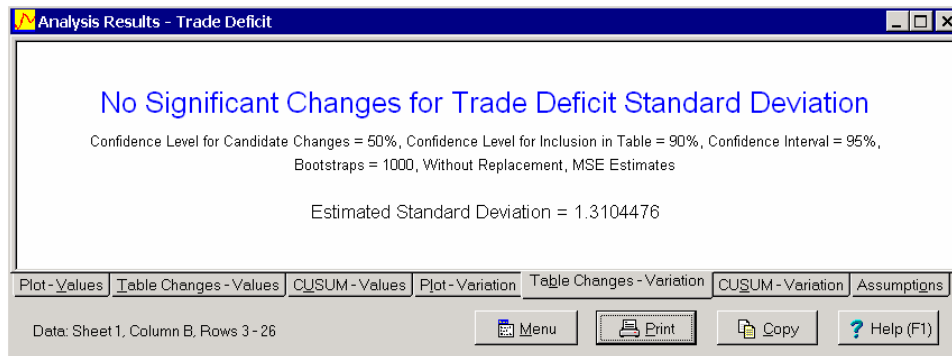 Analysis Results - Trade Deficit
No Significant Changes for Trade Deficit Standard Deviation
Confidence Level for Candidate Changes = 50%, Confidence Level for Inclusion in Table = 90%, Confidence Interval = 95%,
Bootstraps = 1000, Without Replacement, MSE Estimates
Estimated Standard Deviation = 1.3104476
Plot - Values Table Changes - Values CUSUM - Values Plot - Variation Table Changes - Variation CUSUM - Variation Assumptions
Data: Sheet 1, Column B, Rows 3 - 26 Menu Print Copy ? Help (F1)